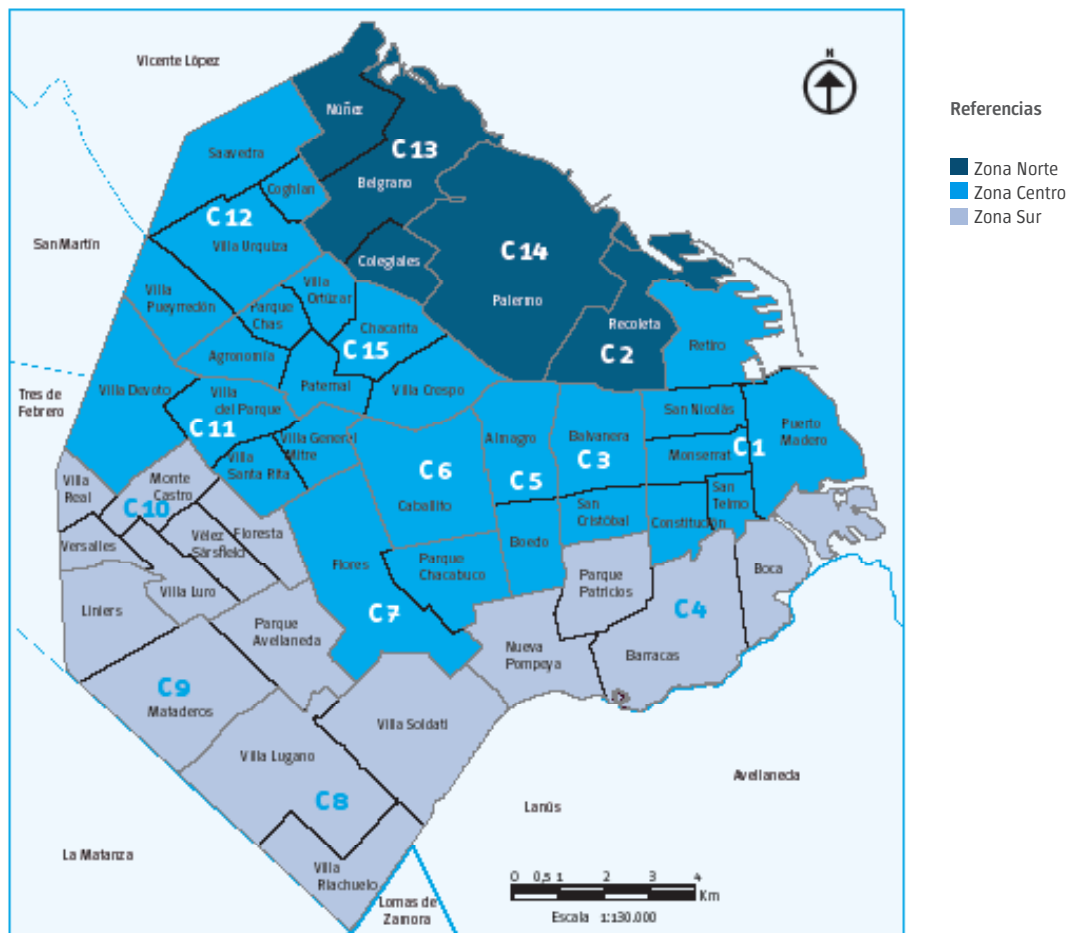 Vicente López
N
Referencias
Zona Norte
Zona Centro
Zona Sur
Núñez
C 13
Belgrano
Saavedra
Coghlan
C 12
Villa Urquiza
San Martín
Colegiales
C 14
Palermo
Villa
Pueyrredón
Villa
Ortúzar
Parque
Chas
Chacarita
Recoleta
C 2
Retiro
C 15
Agronomía
Paternal
Villa Crespo
Tres de
Febrero
Villa Devoto
Villa
del Parque
C 11
San Nicolás
Puerto
Madero
Villa General
Mitre
Almagro
Balvanera
Monserrat
C 1
Villa
Santa Rita
C 6
C 5
C 3
Caballito
Villa
Real
Monte
Castro
C 10
San
Telmo
San
Cristóbal
Constitución
Versalles
Vélez
Sársfield
Floresta
Boedo
Flores
Parque
Chacabuco
Parque
Patricios
Boca
Villa Luro
Liniers
C 7
C 4
Parque
Avellaneda
Nueva
Pompeya
Barracas
C 9
Mataderos
Villa Soldati
Villa Lugano
Avellaneda
C 8
Lanús
La Matanza
Villa
Riachuelo
0 0,5 1 2 3 4
Km
Escala 1:130.000
Lomas de
Zamora